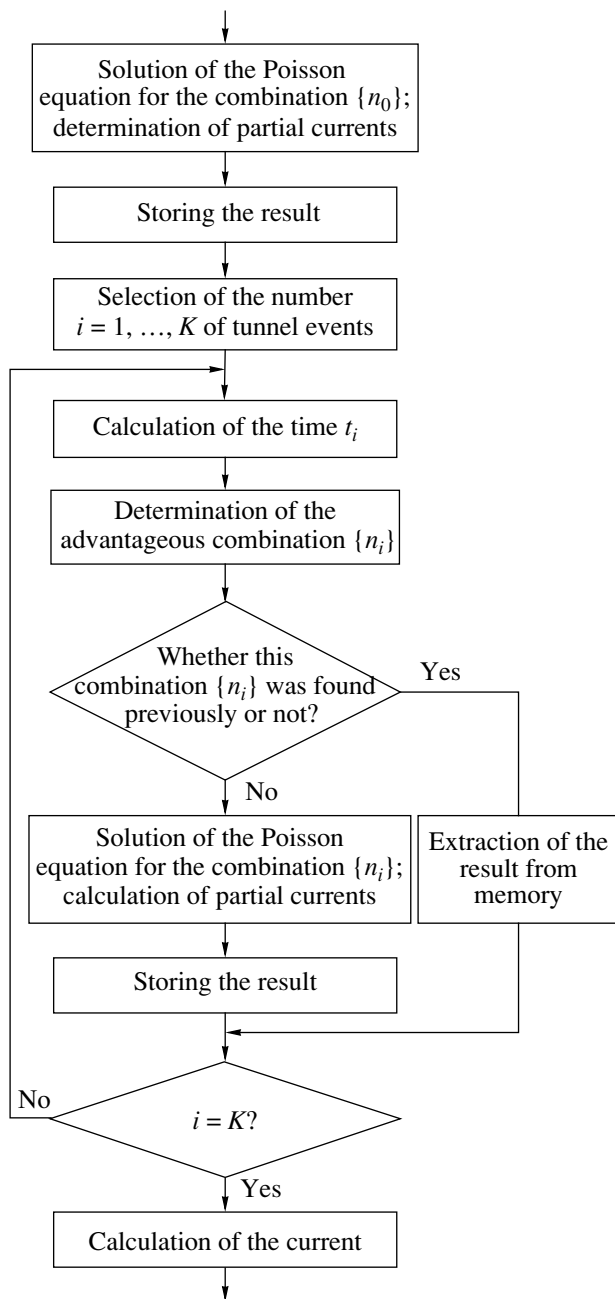 Solution of the Poisson
equation for the combination {n₀};
determination of partial currents
Storing the result
Selection of the number
i = 1, …, K of tunnel events
Calculation of the time tᵢ
Determination of the
advantageous combination {nᵢ}
Whether this
combination {nᵢ} was found
previously or not?
Yes
No
Solution of the Poisson
equation for the combination {nᵢ};
calculation of partial currents
Extraction of the
result from
memory
Storing the result
No
i = K?
Yes
Calculation of the current